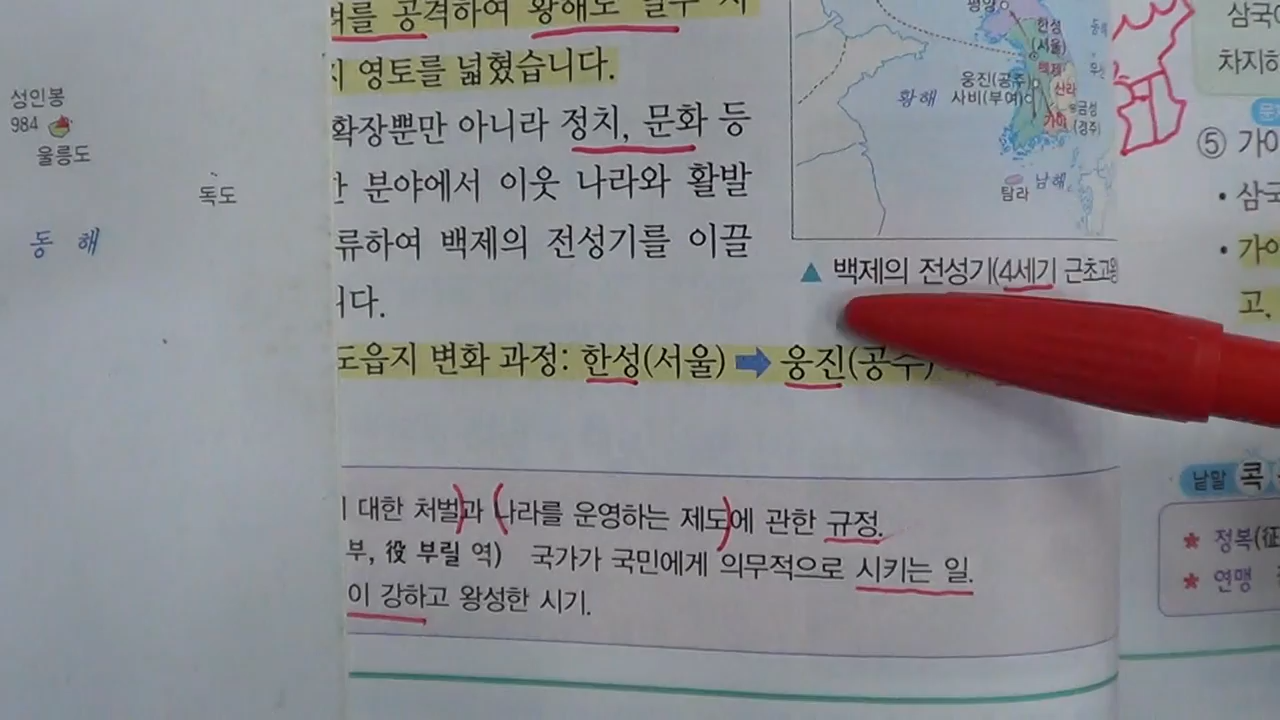 성인봉
984
울릉도
독도
동 해
공격하여 황해도 일부
영토를 넓혔습니다.
확장뿐만 아니라 정치, 문화 등
분야에서 이웃 나라와 활발
백제의 전성기를 이끌
니다.
도읍지 변화 과정: 한성(서울) ➡ 웅진(공주)
대한 처벌과 나라를 운영하는 제도에 관한 규정.
부, 役 부릴 역) 국가가 국민에게 의무적으로 시키는 일.
이 강하고 왕성한 시기.
평양
한성
(서울)
백제
웅진(공주)
사비(부여)
신라
황해
금성
(경주)
가야
탐라
남해
▲ 백제의 전성기(4세기 근초고왕
삼국
차지하
⑤ 가야
• 삼국
• 가야
고,
낱말 콕
* 정복(征
* 연맹